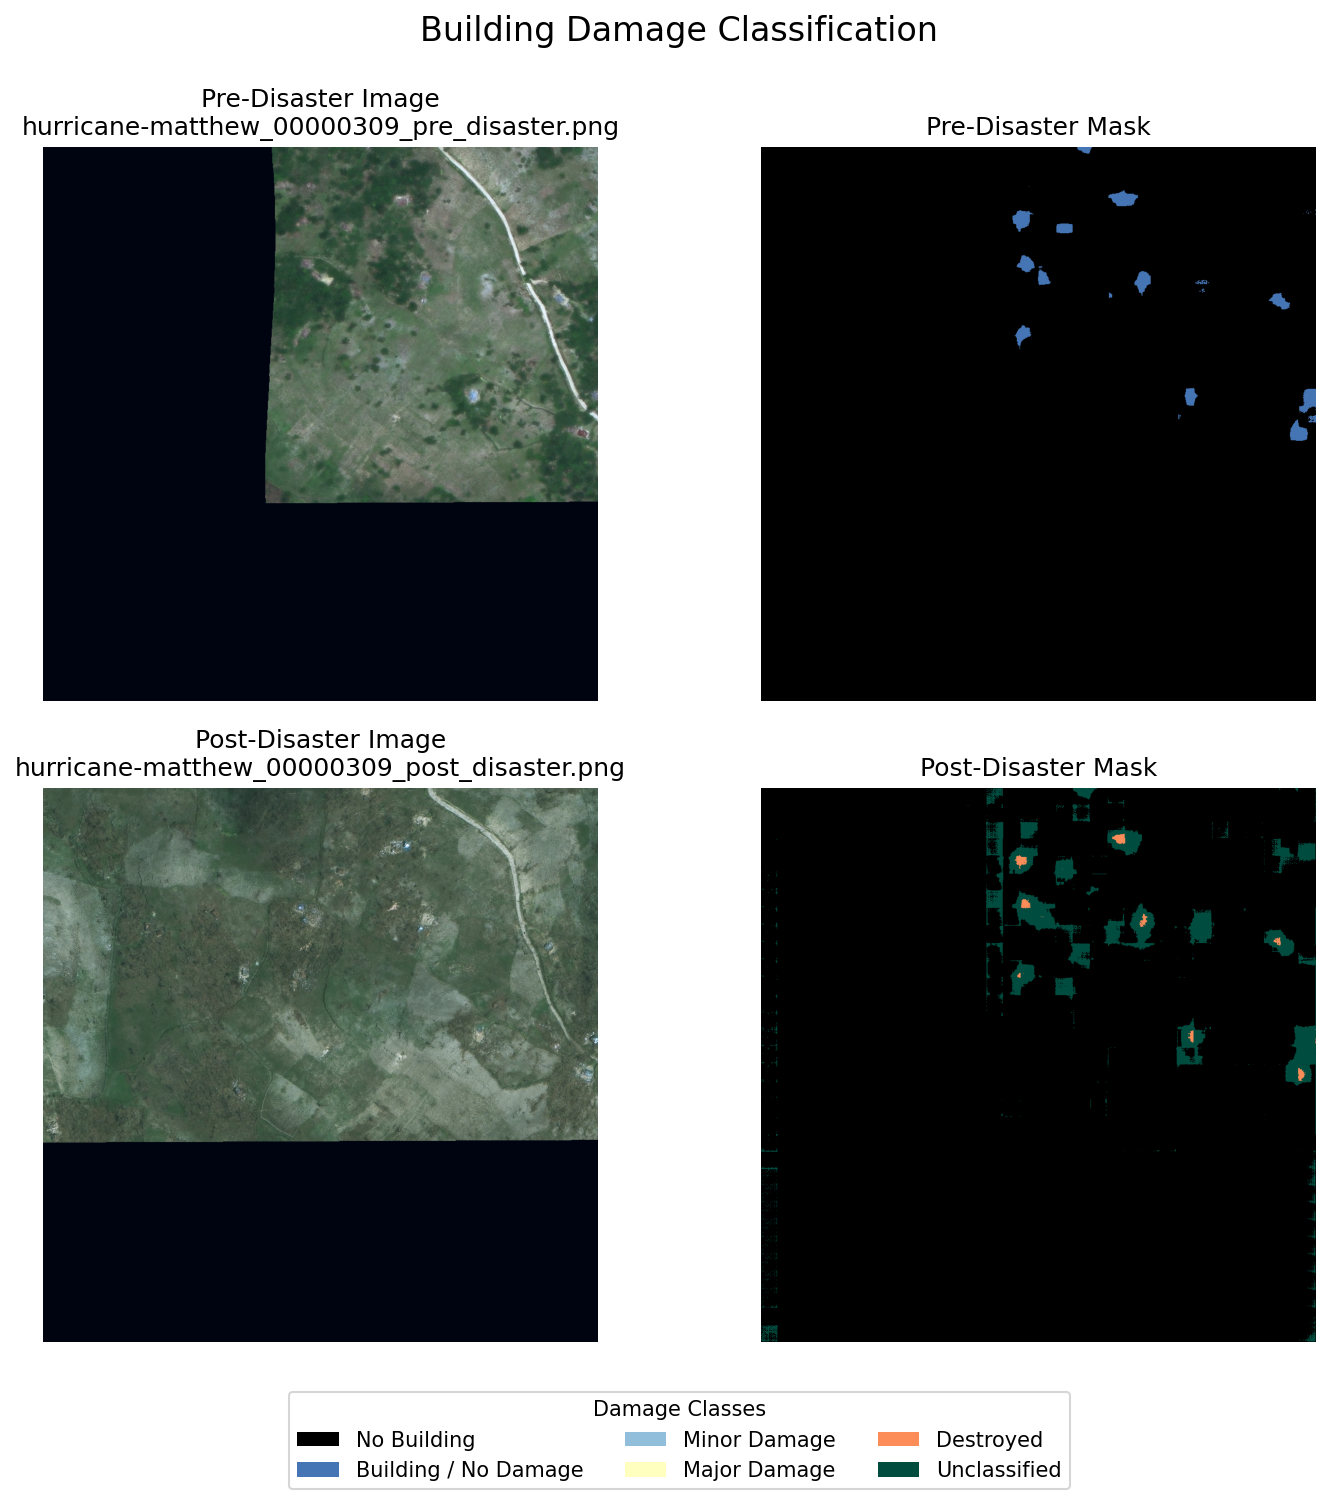 Building Damage Classification
Pre-Disaster Image
hurricane-matthew_00000309_pre_disaster.png
Pre-Disaster Mask
Post-Disaster Image
hurricane-matthew_00000309_post_disaster.png
Post-Disaster Mask
Damage Classes
No Building
Building / No Damage
Minor Damage
Major Damage
Destroyed
Unclassified